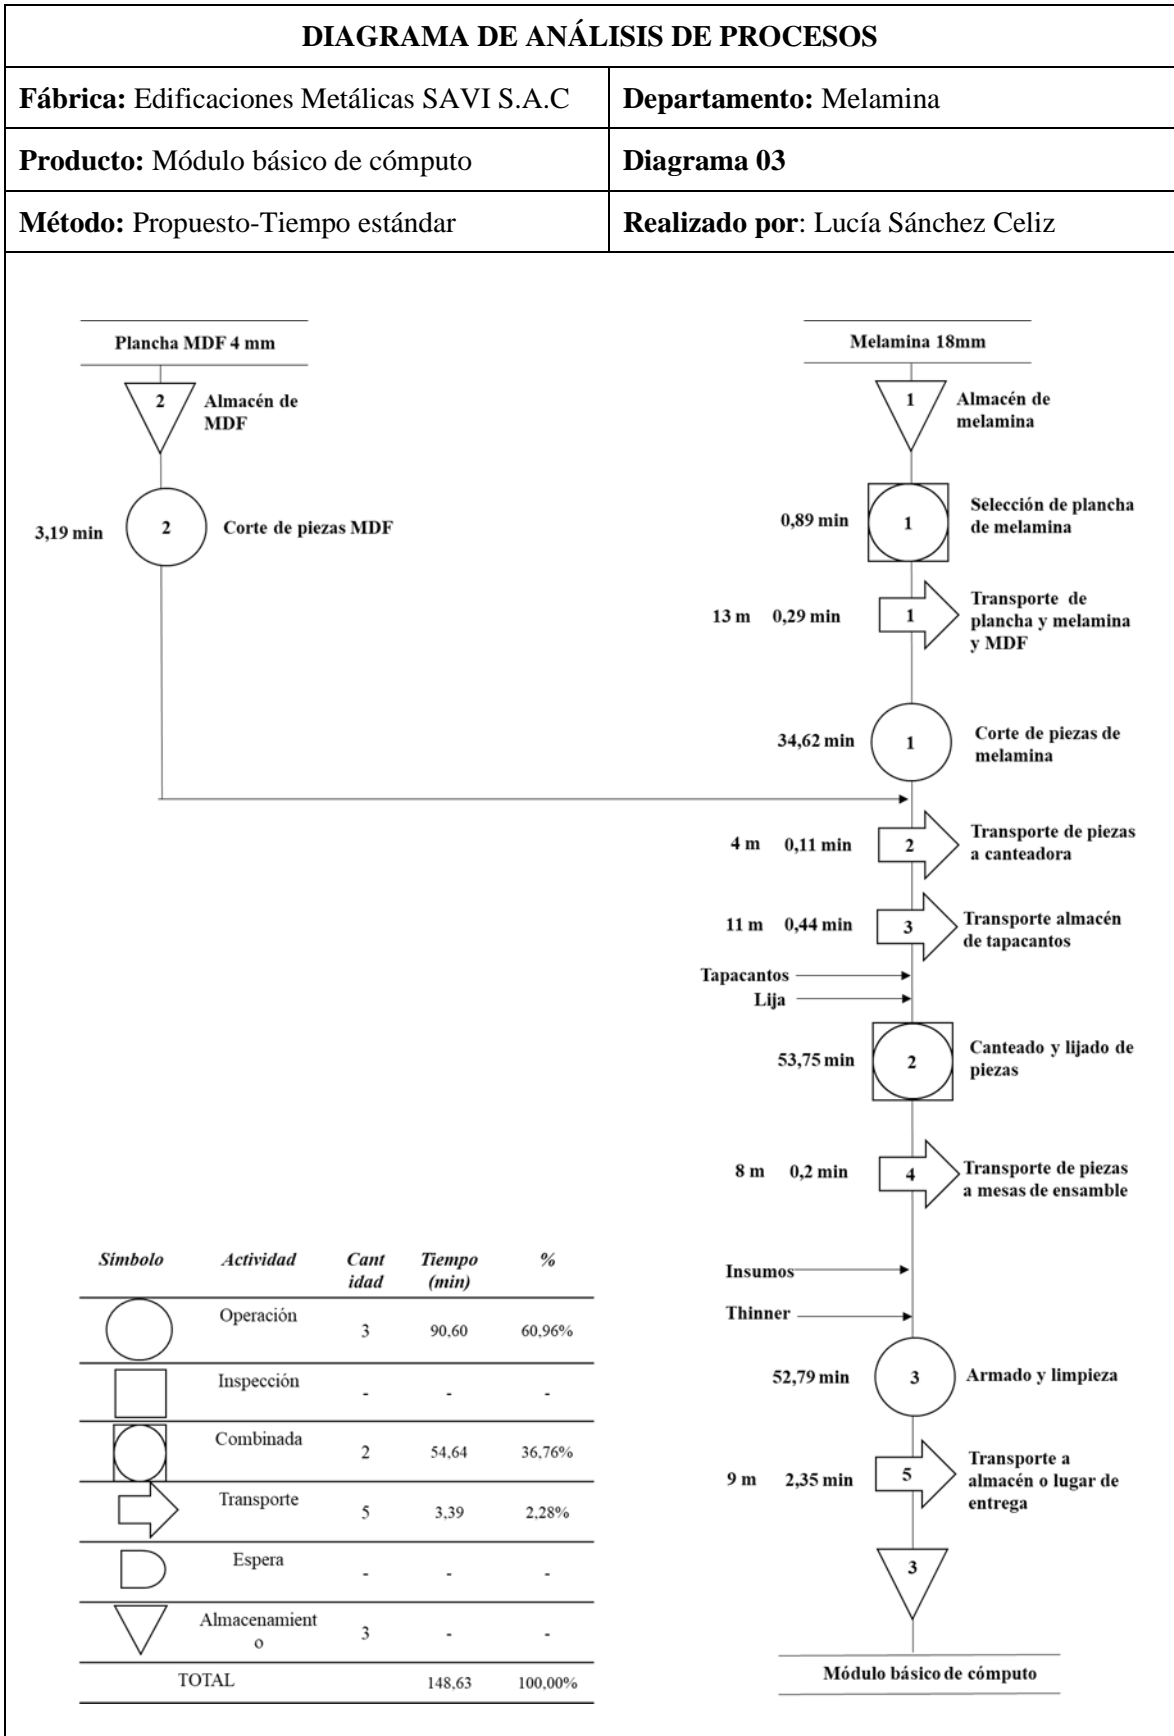 DIAGRAMA DE ANÁLISIS DE PROCESOS
Fábrica: Edificaciones Metálicas SAVI S.A.C
Departamento: Melamina
Producto: Módulo básico de cómputo
Diagrama 03
Método: Propuesto-Tiempo estándar
Realizado por: Lucía Sánchez Celiz
Plancha MDF 4 mm
2
Almacén de
MDF
3,19 min
2
Corte de piezas MDF
Melamina 18mm
1
Almacén de
melamina
0,89 min
1
Selección de plancha
de melamina
13 m 0,29 min
1
Transporte de
plancha y melamina
y MDF
34,62 min
1
Corte de piezas de
melamina
4 m 0,11 min
2
Transporte de piezas
a canteadora
11 m 0,44 min
3
Transporte almacén
de tapacantos
Tapacantos
Lija
53,75 min
2
Canteado y lijado de
piezas
8 m 0,2 min
4
Transporte de piezas
a mesas de ensamble
Insumos
Thinner
52,79 min
3
Armado y limpieza
9 m 2,35 min
5
Transporte a
almacén o lugar de
entrega
3
Módulo básico de cómputo
Símbolo Actividad Cant Tiempo %
idad (min)
Operación 3 90,60 60,96%
Inspección - - -
Combinada 2 54,64 36,76%
Transporte 5 3,39 2,28%
Espera - - -
Almacenamient
o 3 - -
TOTAL 148,63 100,00%